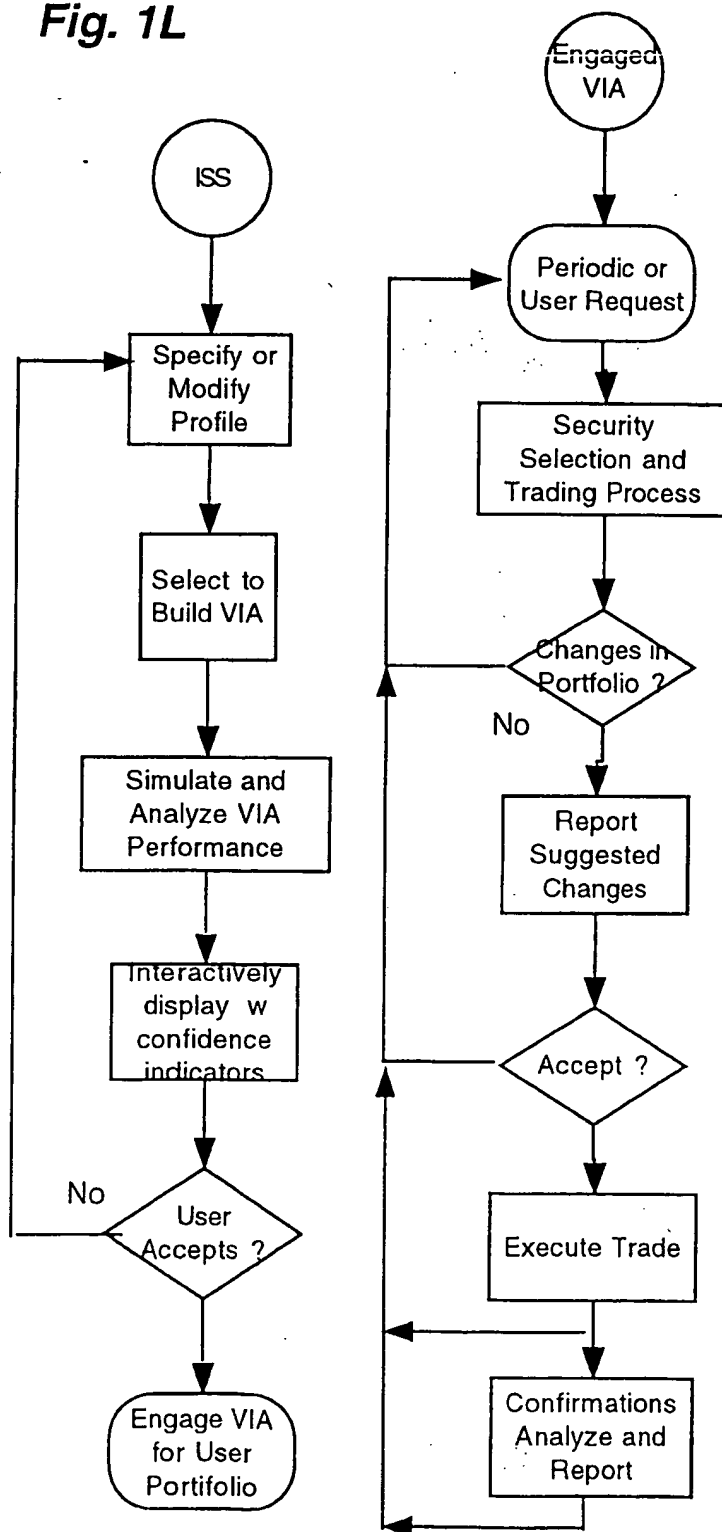 Fig. 1L
ISS
Specify or
Modify
Profile
Select to
Build VIA
Simulate and
Analyze VIA
Performance
Interactively
display w
confidence
indicators
No
User
Accepts ?
Engage VIA
for User
Portifolio
Engaged
VIA
Periodic or
User Request
Security
Selection and
Trading Process
Changes in
Portfolio ?
No
Report
Suggested
Changes
Accept ?
Execute Trade
Confirmations
Analyze and
Report